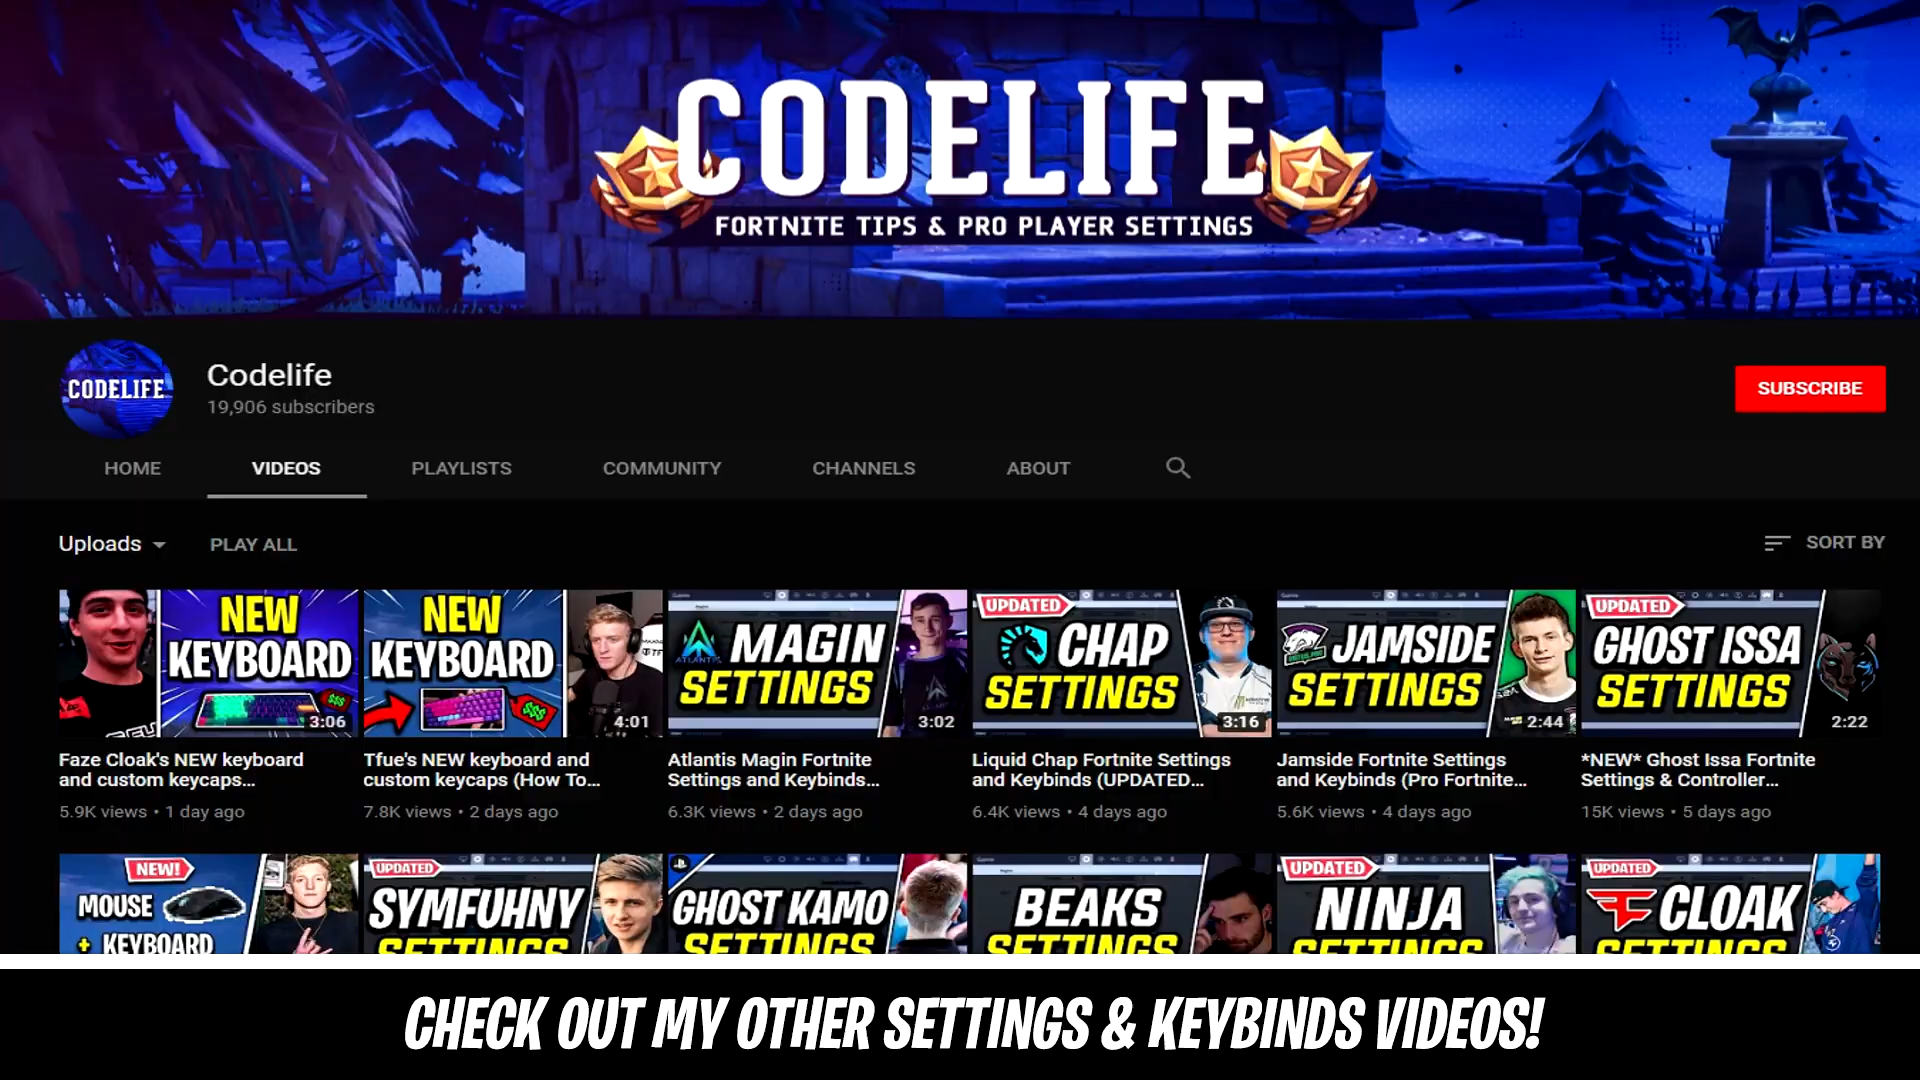 CODELIFE
FORTNITE TIPS & PRO PLAYER SETTINGS
CODELIFE
Codelife
19,906 subscribers
SUBSCRIBE
HOME VIDEOS PLAYLISTS COMMUNITY CHANNELS ABOUT
Uploads PLAY ALL SORT BY
NEW
KEYBOARD
$$$
3:06
NEW
KEYBOARD
$$$
4:01
ATLANTIS
MAGIN
SETTINGS
3:02
UPDATED
CHAP
SETTINGS
3:16
JAMSIDE
SETTINGS
2:44
UPDATED
GHOST ISSA
SETTINGS
2:22
Faze Cloak's NEW keyboard
and custom keycaps...
5.9K views • 1 day ago
Tfue's NEW keyboard and
custom keycaps (How To...
7.8K views • 2 days ago
Atlantis Magin Fortnite
Settings and Keybinds...
6.3K views • 2 days ago
Liquid Chap Fortnite Settings
and Keybinds (UPDATED...
6.4K views • 4 days ago
Jamside Fortnite Settings
and Keybinds (Pro Fortnite...
5.6K views • 4 days ago
*NEW* Ghost Issa Fortnite
Settings & Controller...
15K views • 5 days ago
NEW!
MOUSE
+ KEYBOARD
UPDATED
SYMFUHNY
SETTINGS
GHOST KAMO
SETTINGS
BEAKS
SETTINGS
UPDATED
NINJA
SETTINGS
UPDATED
CLOAK
SETTINGS
CHECK OUT MY OTHER SETTINGS & KEYBINDS VIDEOS!